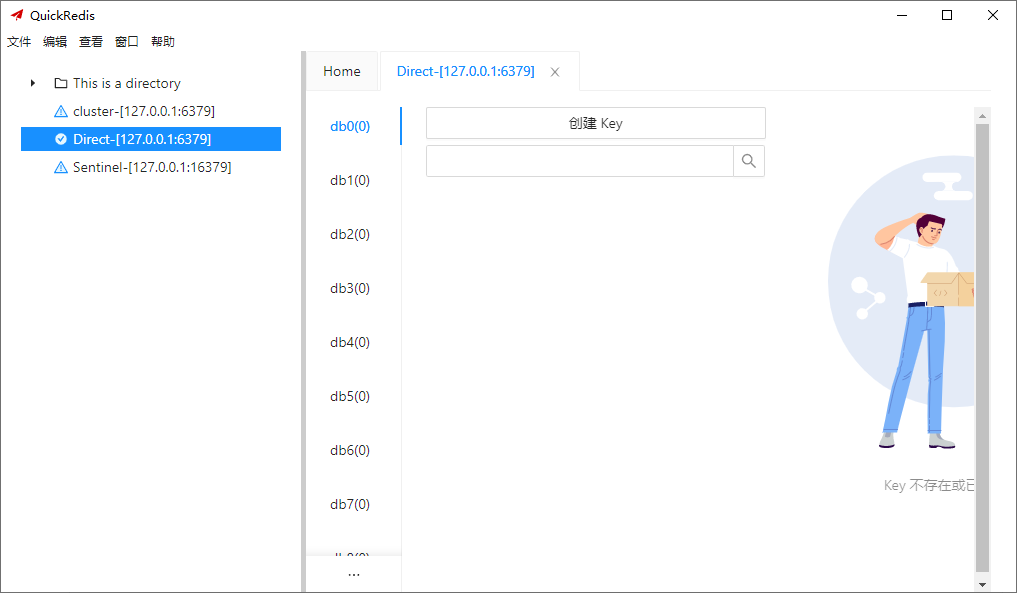 QuickRedis
文件 编辑 查看 窗口 帮助
This is a directory
cluster-[127.0.0.1:6379]
Direct-[127.0.0.1:6379]
Sentinel-[127.0.0.1:16379]
Home
Direct-[127.0.0.1:6379]
db0(0)
db1(0)
db2(0)
db3(0)
db4(0)
db5(0)
db6(0)
db7(0)
db8(0)
...
创建 Key
</>
Key 不存在或已